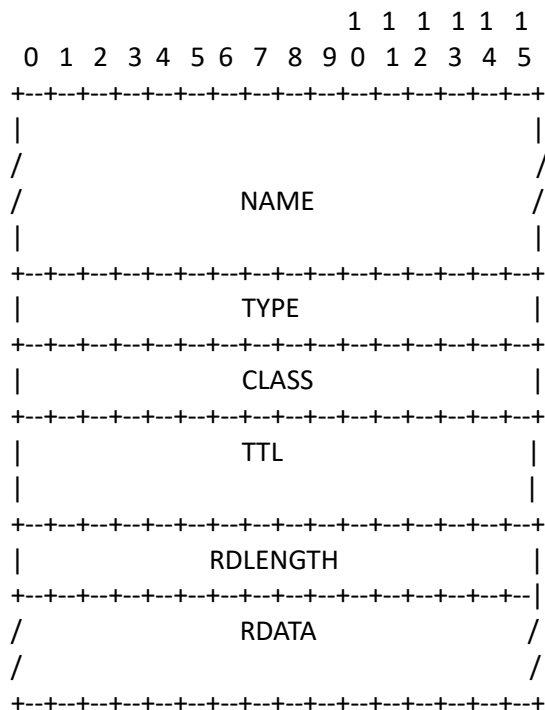 1 1 1 1 1 1
0 1 2 3 4 5 6 7 8 9 0 1 2 3 4 5
+--+--+--+--+--+--+--+--+--+--+--+--+--+--+--+--+
| |
/ /
/ NAME /
| |
+--+--+--+--+--+--+--+--+--+--+--+--+--+--+--+--+
| TYPE |
+--+--+--+--+--+--+--+--+--+--+--+--+--+--+--+--+
| CLASS |
+--+--+--+--+--+--+--+--+--+--+--+--+--+--+--+--+
| TTL |
| |
+--+--+--+--+--+--+--+--+--+--+--+--+--+--+--+--+
| RDLENGTH |
+--+--+--+--+--+--+--+--+--+--+--+--+--+--+--+--|
/ RDATA /
/ /
+--+--+--+--+--+--+--+--+--+--+--+--+--+--+--+--+